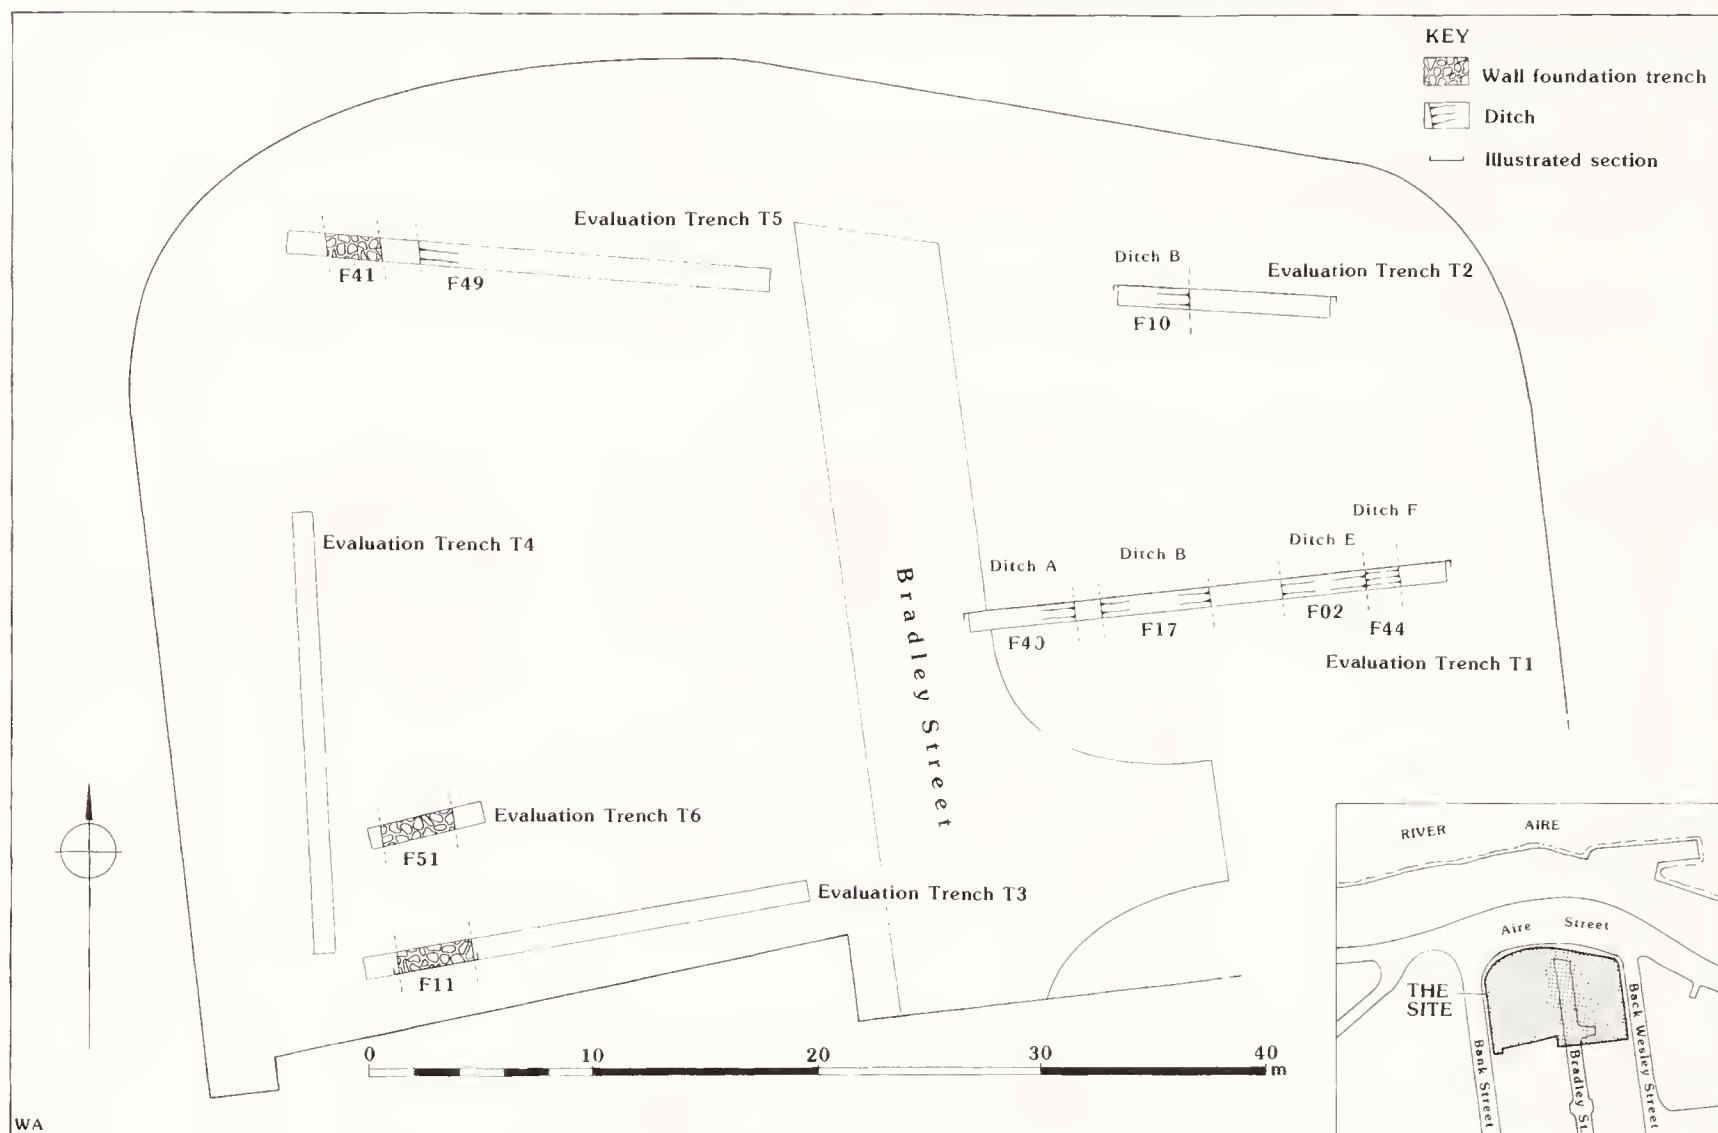 KEY
Wall foundation trench
Ditch
Illustrated section
Evaluation Trench T5
F41
F49
Ditch B
Evaluation Trench T2
F10
Evaluation Trench T4
Bradley Street
Ditch F
Ditch E
Ditch B
Ditch A
F40
F17
F02
F44
Evaluation Trench T1
Evaluation Trench T6
F51
Evaluation Trench T3
F11
0 10 20 30 40
m
RIVER AIRE
Aire Street
THE
SITE
Bank Street
Bradley St.
Back Wesley Street
WA